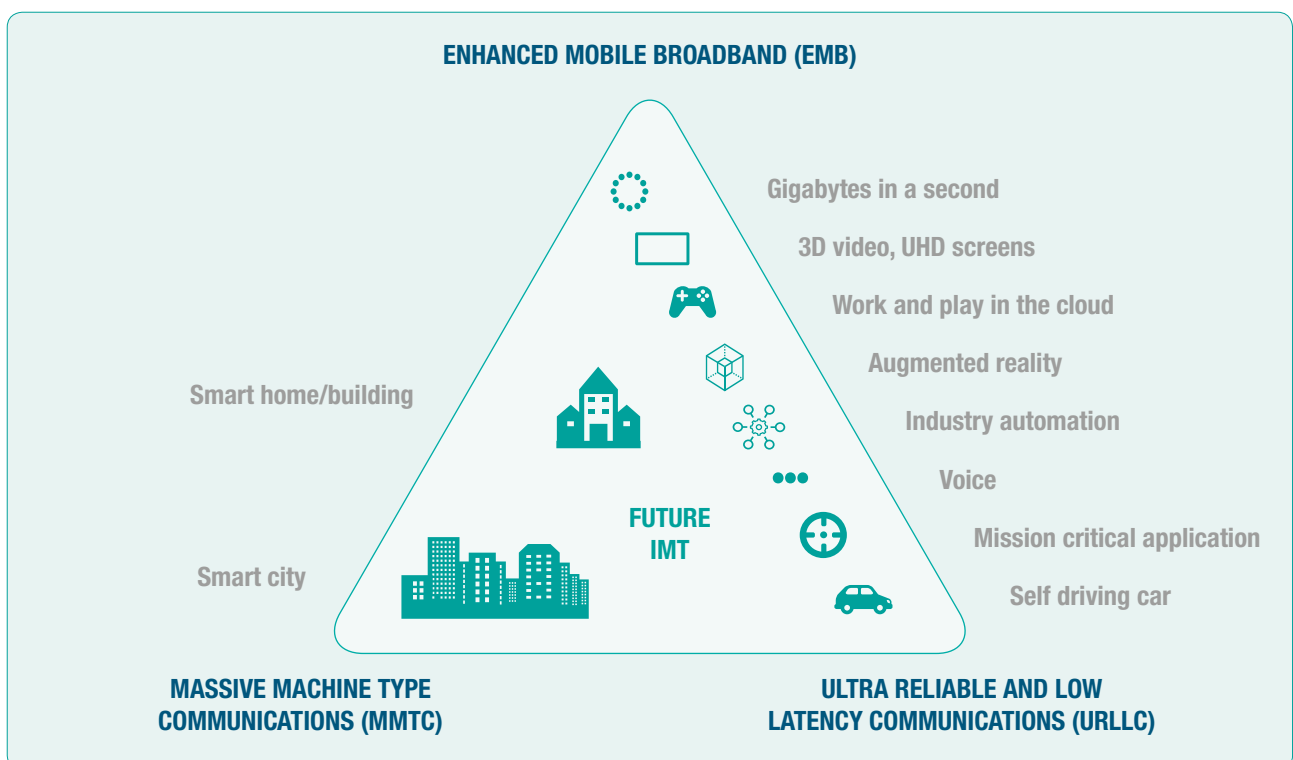 ENHANCED MOBILE BROADBAND (EMB)
Gigabytes in a second
3D video, UHD screens
Work and play in the cloud
Augmented reality
Smart home/building
Industry automation
Voice
FUTURE
IMT
Mission critical application
Smart city
Self driving car
MASSIVE MACHINE TYPE
COMMUNICATIONS (MMTC)
ULTRA RELIABLE AND LOW
LATENCY COMMUNICATIONS (URLLC)